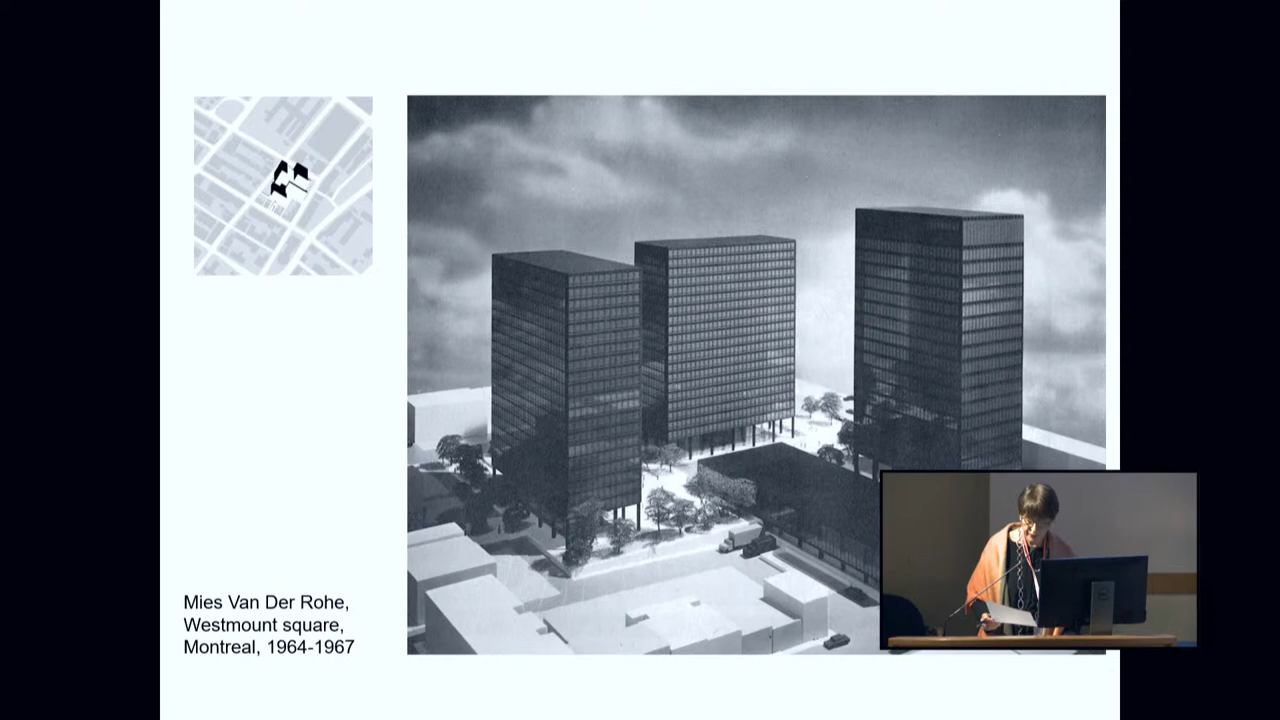 Mies Van Der Rohe,
Westmount square,
Montreal, 1964-1967